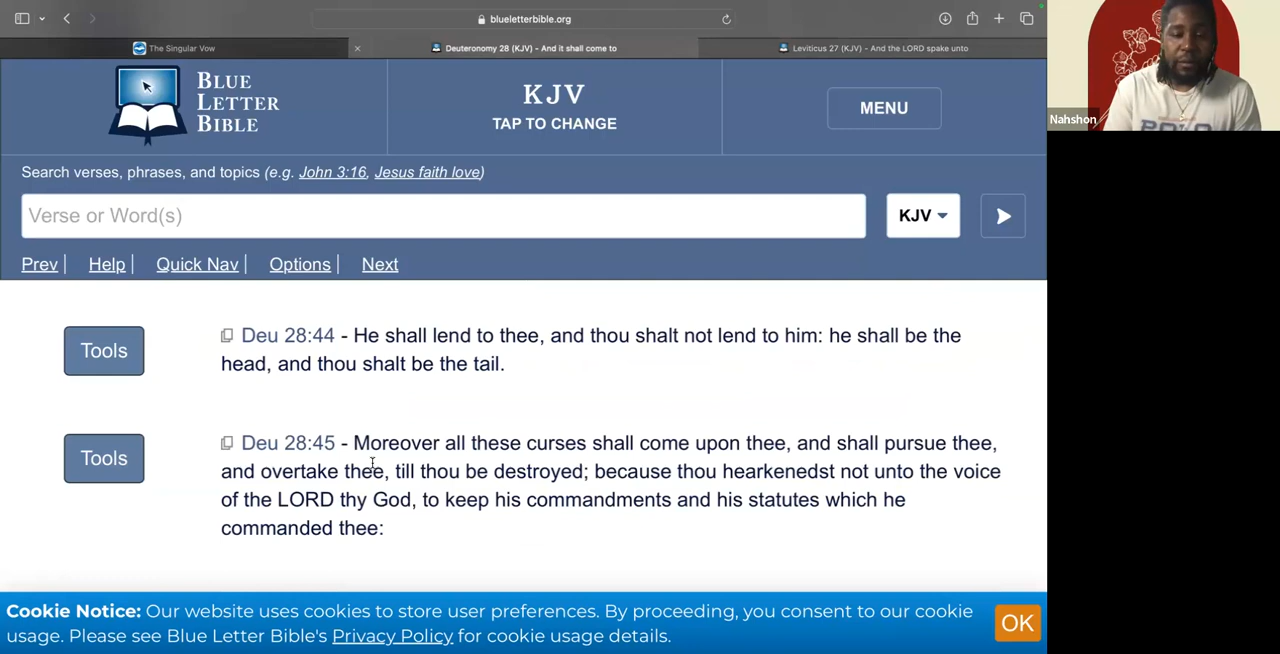 blueletterbible.org
The Singular Vow
Deuteronomy 28 (KJV) - And it shall come to
Leviticus 27 (KJV) - And the LORD spake unto
BLUE
LETTER
BIBLE
KJV
TAP TO CHANGE
MENU
Search verses, phrases, and topics (e.g. John 3:16, Jesus faith love)
Verse or Word(s)
KJV
Prev | Help | Quick Nav | Options | Next
Tools
Deu 28:44 - He shall lend to thee, and thou shalt not lend to him: he shall be the
head, and thou shalt be the tail.
Tools
Deu 28:45 - Moreover all these curses shall come upon thee, and shall pursue thee,
and overtake thee, till thou be destroyed; because thou hearkenedst not unto the voice
of the LORD thy God, to keep his commandments and his statutes which he
commanded thee:
Cookie Notice: Our website uses cookies to store user preferences. By proceeding, you consent to our cookie
usage. Please see Blue Letter Bible's Privacy Policy for cookie usage details.
OK
Nahshon
POLO